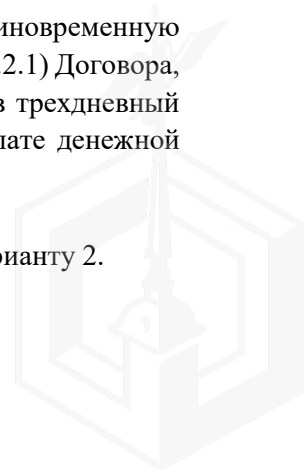 иновременную
2.1) Договора,
в трехдневный
лате денежной
рианту 2.